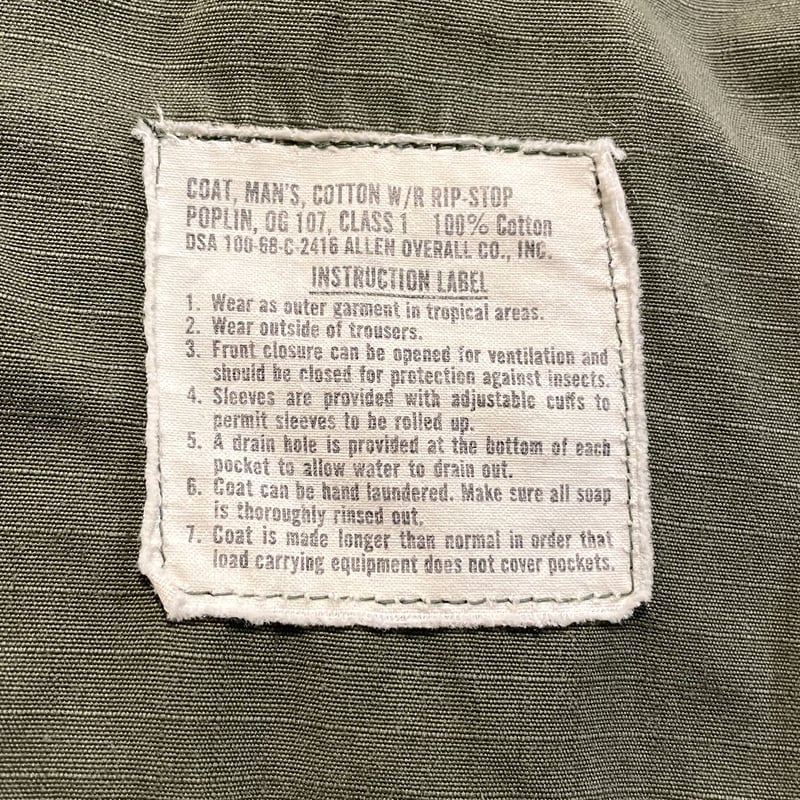 COAT, MAN'S, COTTON W/R RIP-STOP
POPLIN, OG 107, CLASS 1 100% Cotton
DSA 100-68-C-2416 ALLEN OVERALL CO., INC.
INSTRUCTION LABEL
1. Wear as outer garment in tropical areas.
2. Wear outside of trousers.
3. Front closure can be opened for ventilation and
should be closed for protection against insects.
4. Sleeves are provided with adjustable cuffs to
permit sleeves to be rolled up.
5. A drain hole is provided at the bottom of each
pocket to allow water to drain out.
6. Coat can be hand laundered. Make sure all soap
is thoroughly rinsed out.
7. Coat is made longer than normal in order that
load carrying equipment does not cover pockets.